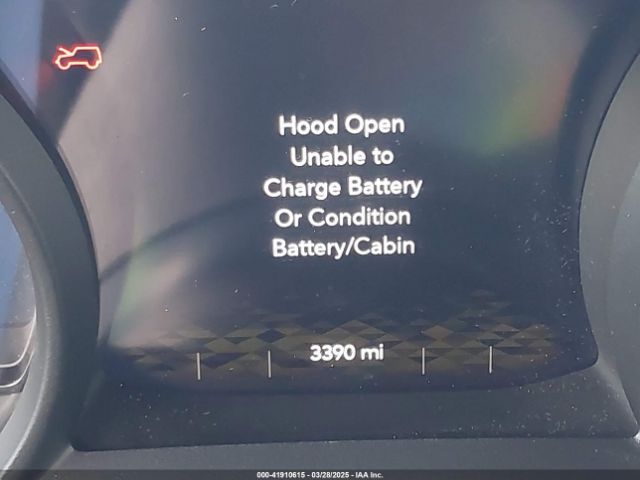 Hood Open
Unable to
Charge Battery
Or Condition
Battery/Cabin
3390 mi
000-41910615 - 03/28/2025 - IAA Inc.